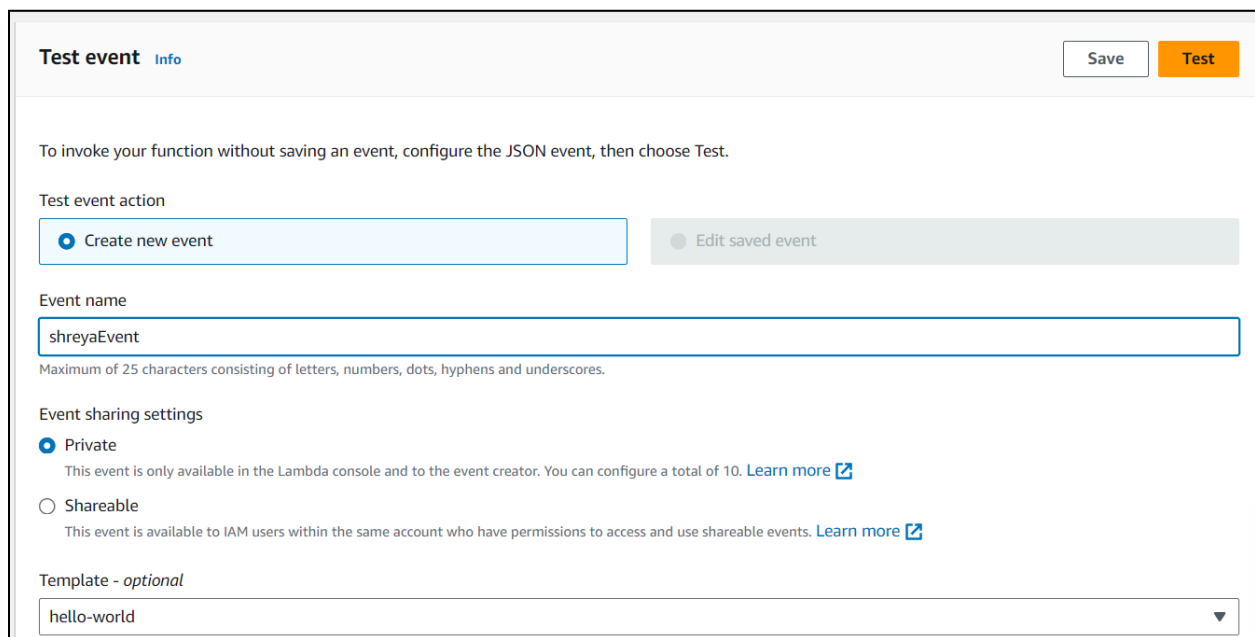 Test event Info Save Test
To invoke your function without saving an event, configure the JSON event, then choose Test.
Test event action
Create new event Edit saved event
Event name
shreyaEvent
Maximum of 25 characters consisting of letters, numbers, dots, hyphens and underscores.
Event sharing settings
Private
This event is only available in the Lambda console and to the event creator. You can configure a total of 10. Learn more
Shareable
This event is available to IAM users within the same account who have permissions to access and use shareable events. Learn more
Template - optional
hello-world